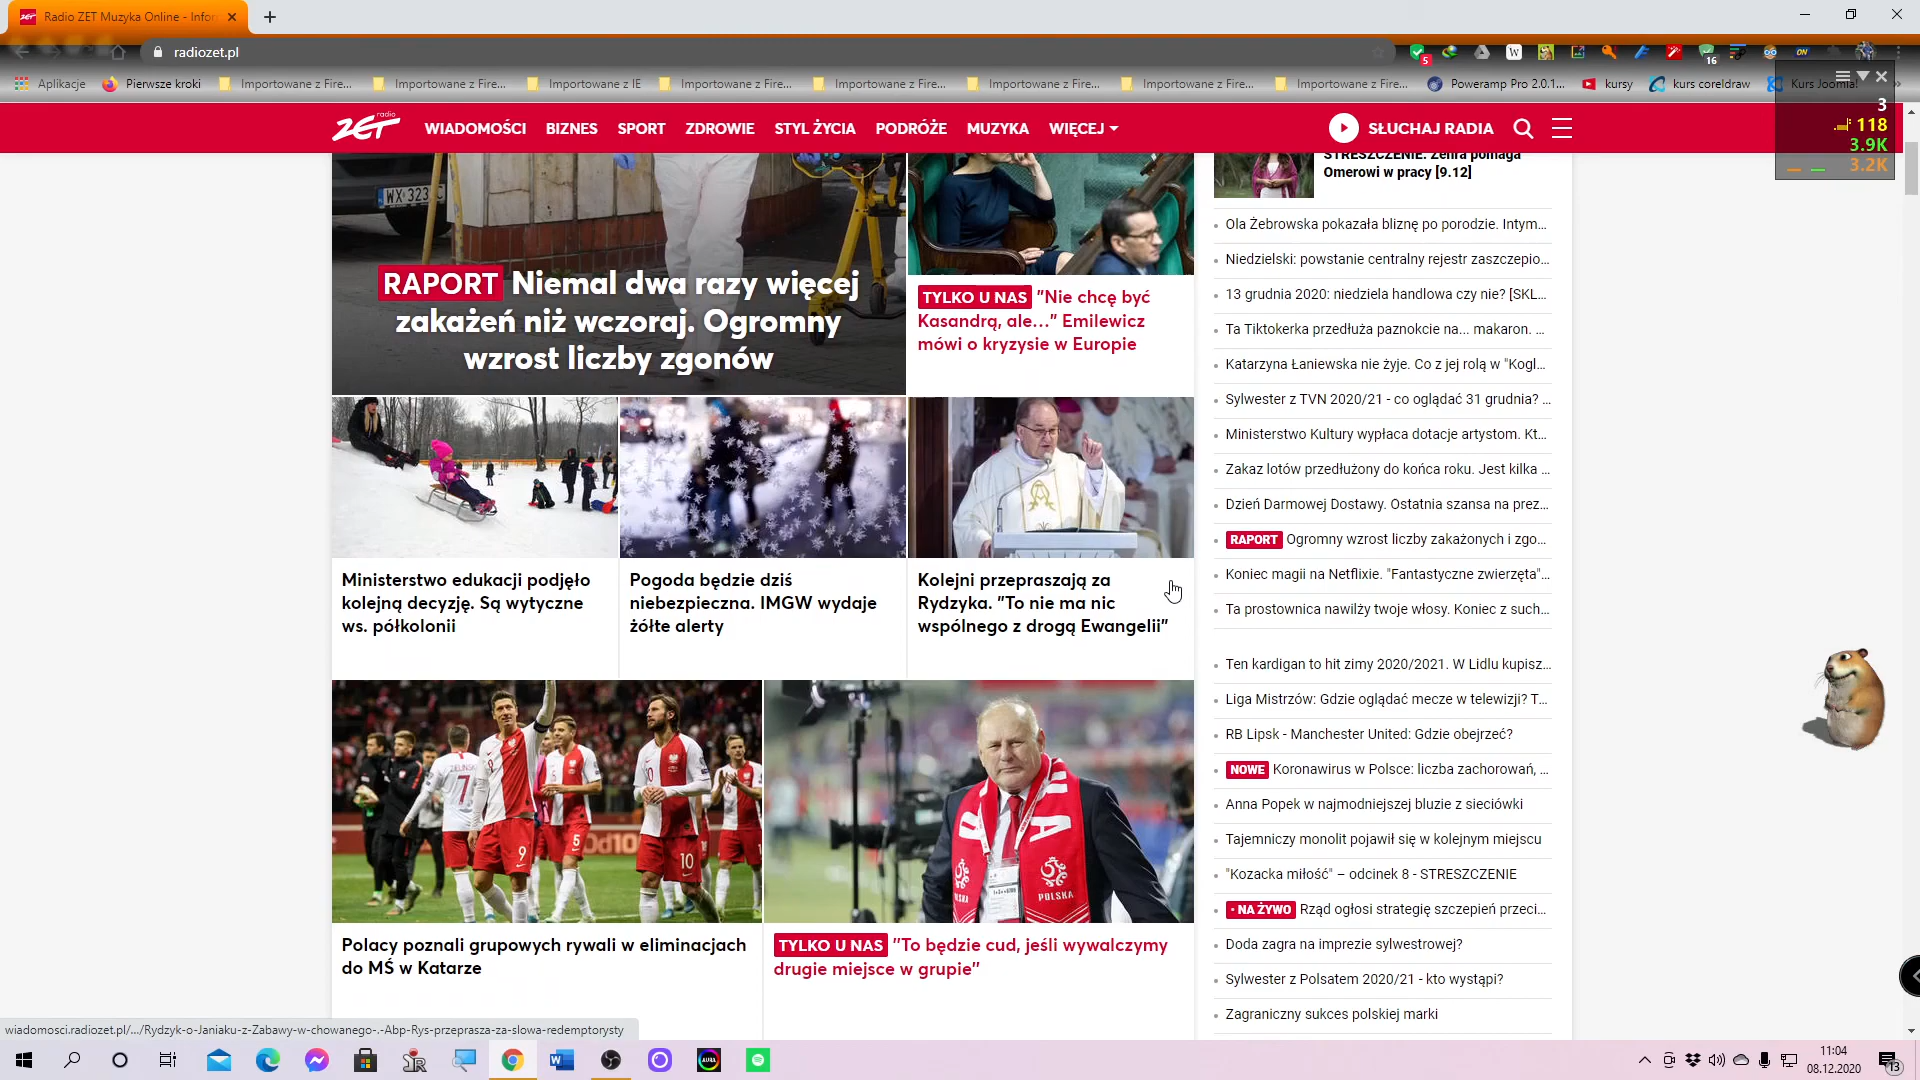 Radio ZET Muzyka Online - Infor
radiozet.pl
5
16
ON
Aplikacje
Pierwsze kroki
Importowane z Fire...
Importowane z Fire...
Importowane z IE
Importowane z Fire...
Importowane z Fire...
Importowane z Fire...
Importowane z Fire...
Importowane z Fire...
Poweramp Pro 2.0.1...
kursy
kurs coreldraw
Kurs Joomla!
3
118
3.9K
3.2K
radio ZET
WIADOMOŚCI
BIZNES
SPORT
ZDROWIE
STYL ŻYCIA
PODRÓŻE
MUZYKA
WIĘCEJ
SŁUCHAJ RADIA
WX 323
RAPORT Niemal dwa razy więcej
zakażeń niż wczoraj. Ogromny
wzrost liczby zgonów
TYLKO U NAS "Nie chcę być
Kasandrą, ale..." Emilewicz
mówi o kryzysie w Europie
Ministerstwo edukacji podjęło
kolejną decyzję. Są wytyczne
ws. półkolonii
Pogoda będzie dziś
niebezpieczna. IMGW wydaje
żółte alerty
Kolejni przepraszają za
Rydzyka. "To nie ma nic
wspólnego z drogą Ewangelii"
ZIELIŃSKI
7
9
5
10
POLSKA
Polacy poznali grupowych rywali w eliminacjach
do MŚ w Katarze
TYLKO U NAS "To będzie cud, jeśli wywalczymy
drugie miejsce w grupie"
STRESZCZENIE: Zehra pomaga
Omerowi w pracy [9.12]
Ola Żebrowska pokazała bliznę po porodzie. Intym...
Niedzielski: powstanie centralny rejestr zaszczepio...
13 grudnia 2020: niedziela handlowa czy nie? [SKL...
Ta Tiktokerka przedłuża paznokcie na... makaron. ...
Katarzyna Łaniewska nie żyje. Co z jej rolą w "Kogl...
Sylwester z TVN 2020/21 - co oglądać 31 grudnia? ...
Ministerstwo Kultury wypłaca dotacje artystom. Kt...
Zakaz lotów przedłużony do końca roku. Jest kilka ...
Dzień Darmowej Dostawy. Ostatnia szansa na prez...
RAPORT Ogromny wzrost liczby zakażonych i zgo...
Koniec magii na Netflixie. "Fantastyczne zwierzęta"...
Ta prostownica nawilży twoje włosy. Koniec z such...
Ten kardigan to hit zimy 2020/2021. W Lidlu kupisz...
Liga Mistrzów: Gdzie oglądać mecze w telewizji? T...
RB Lipsk - Manchester United: Gdzie obejrzeć?
NOWE Koronawirus w Polsce: liczba zachorowań, ...
Anna Popek w najmodniejszej bluzie z sieciówki
Tajemniczy monolit pojawił się w kolejnym miejscu
"Kozacka miłość" – odcinek 8 - STRESZCZENIE
• NA ŻYWO Rząd ogłosi strategię szczepień przeci...
Doda zagra na imprezie sylwestrowej?
Sylwester z Polsatem 2020/21 - kto wystąpi?
Zagraniczny sukces polskiej marki
wiadomosci.radiozet.pl/.../Rydzyk-o-Janiaku-z-Zabawy-w-chowanego-.-Abp-Rys-przeprasza-za-slowa-redemptorysty
11:04
08.12.2020
13